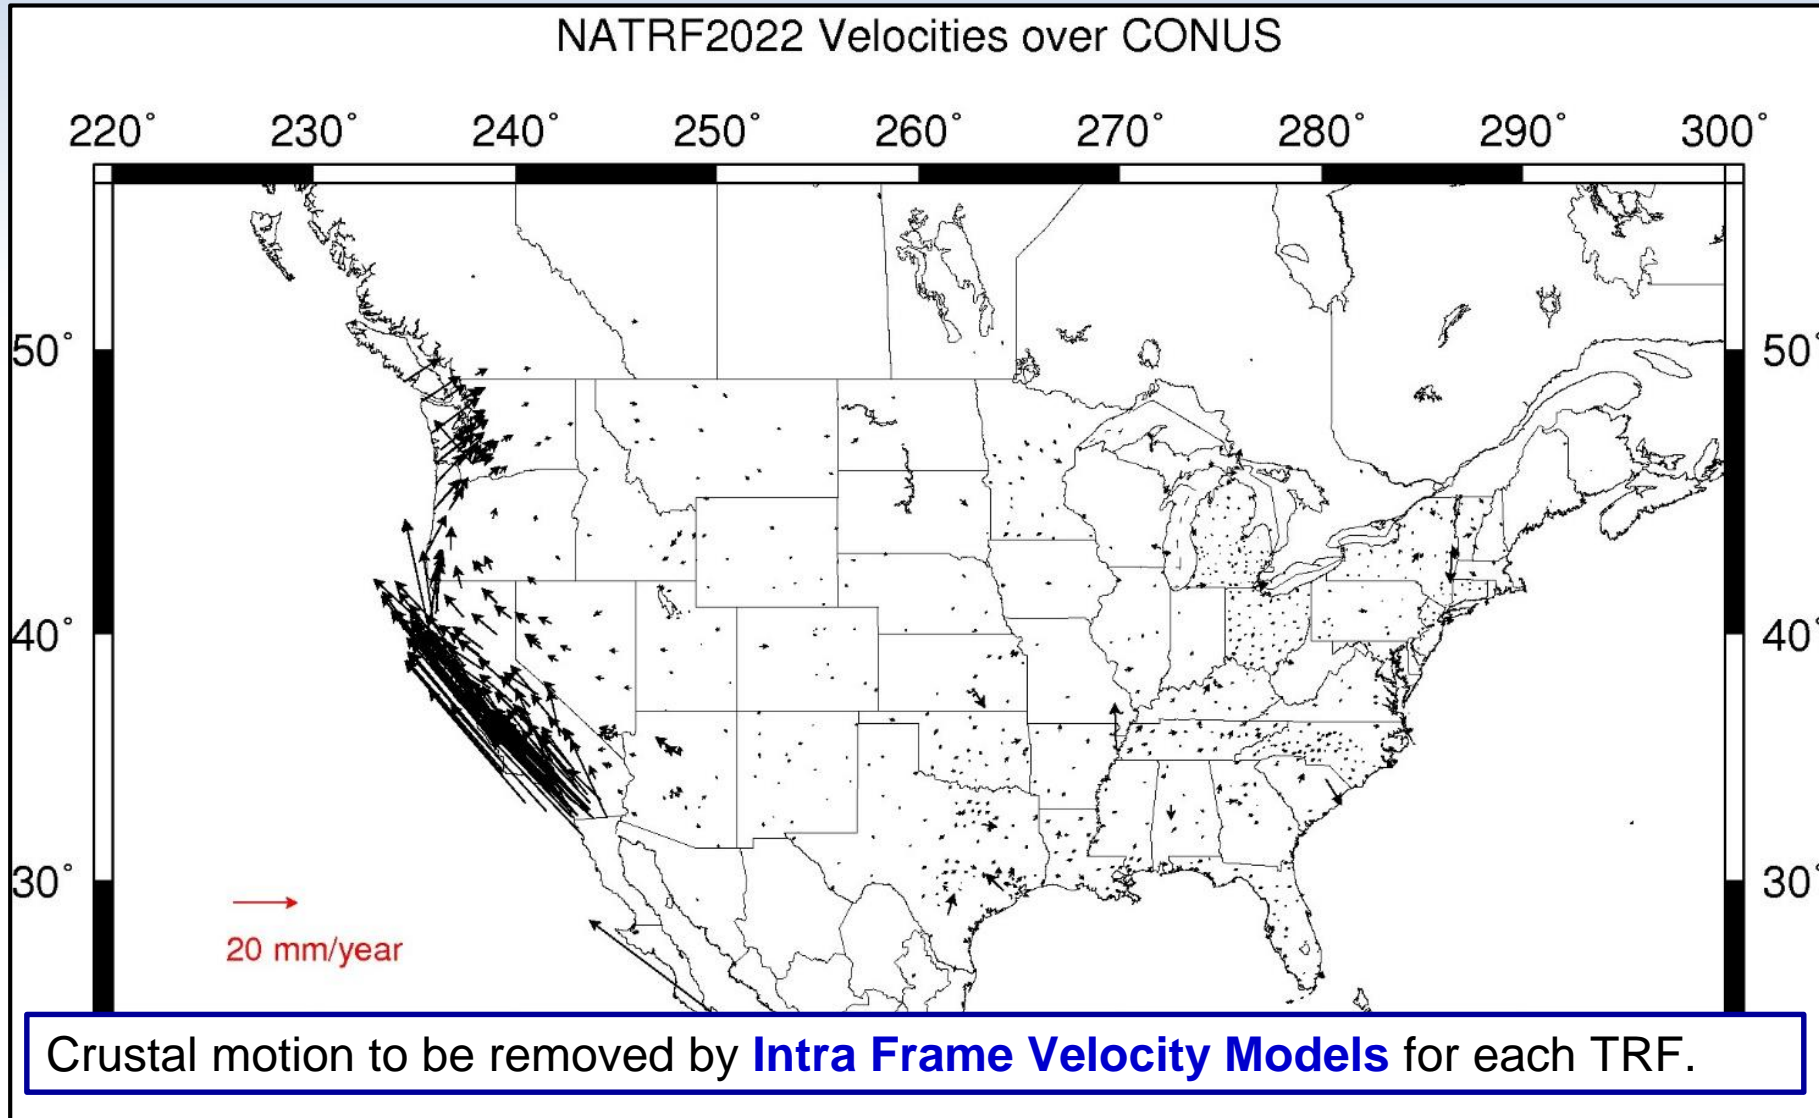 NATRF2022 Velocities over CONUS
220° 230° 240° 250° 260° 270° 280° 290° 300°
50° 50°
40° 40°
30° 30°
20 mm/year
Crustal motion to be removed by Intra Frame Velocity Models for each TRF.